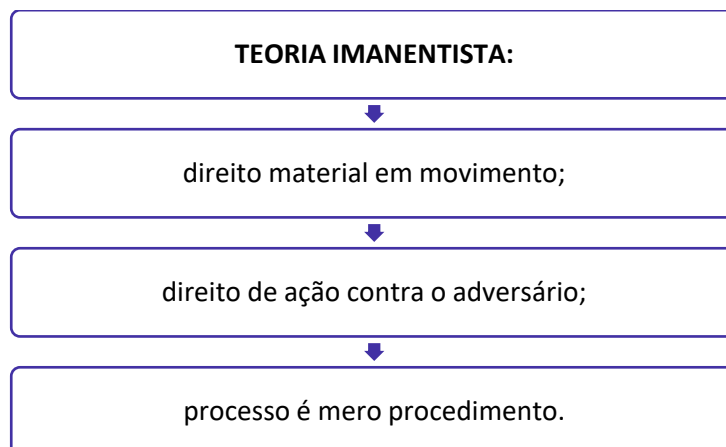 TEORIA IMANENTISTA:
direito material em movimento;
direito de ação contra o adversário;
processo é mero procedimento.